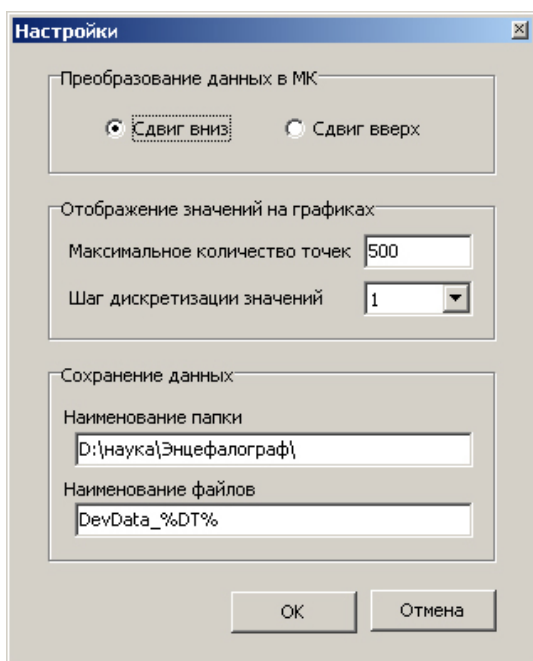 Настройки
Преобразование данных в МК
Сдвиг вниз
Сдвиг вверх
Отображение значений на графиках
Максимальное количество точек 500
Шаг дискретизации значений 1
Сохранение данных
Наименование папки
D:\наука\Энцефалограф\
Наименование файлов
DevData_%DT%
ОК
Отмена